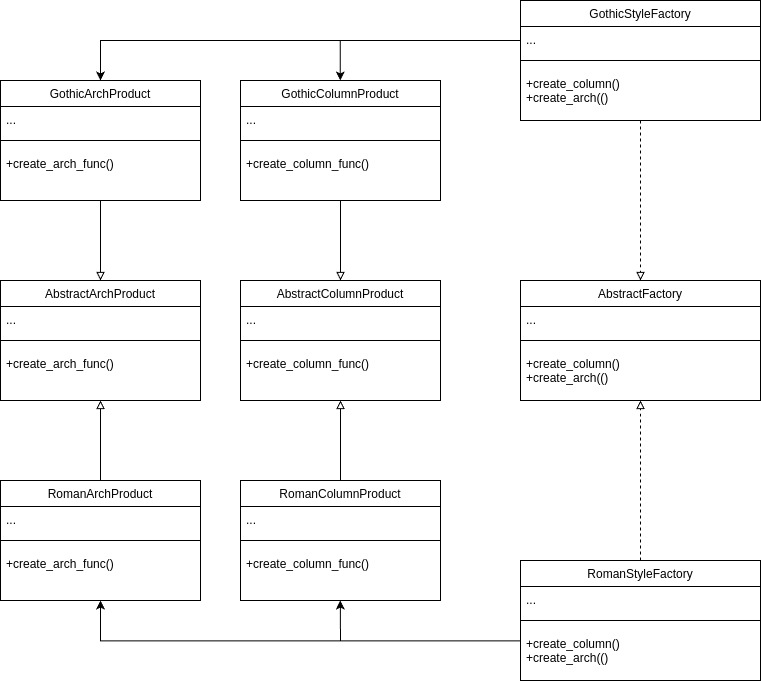 GothicStyleFactory
...
+create_column()
+create_arch(()
GothicArchProduct
...
+create_arch_func()
GothicColumnProduct
...
+create_column_func()
AbstractArchProduct
...
+create_arch_func()
AbstractColumnProduct
...
+create_column_func()
AbstractFactory
...
+create_column()
+create_arch(()
RomanArchProduct
...
+create_arch_func()
RomanColumnProduct
...
+create_column_func()
RomanStyleFactory
...
+create_column()
+create_arch(()